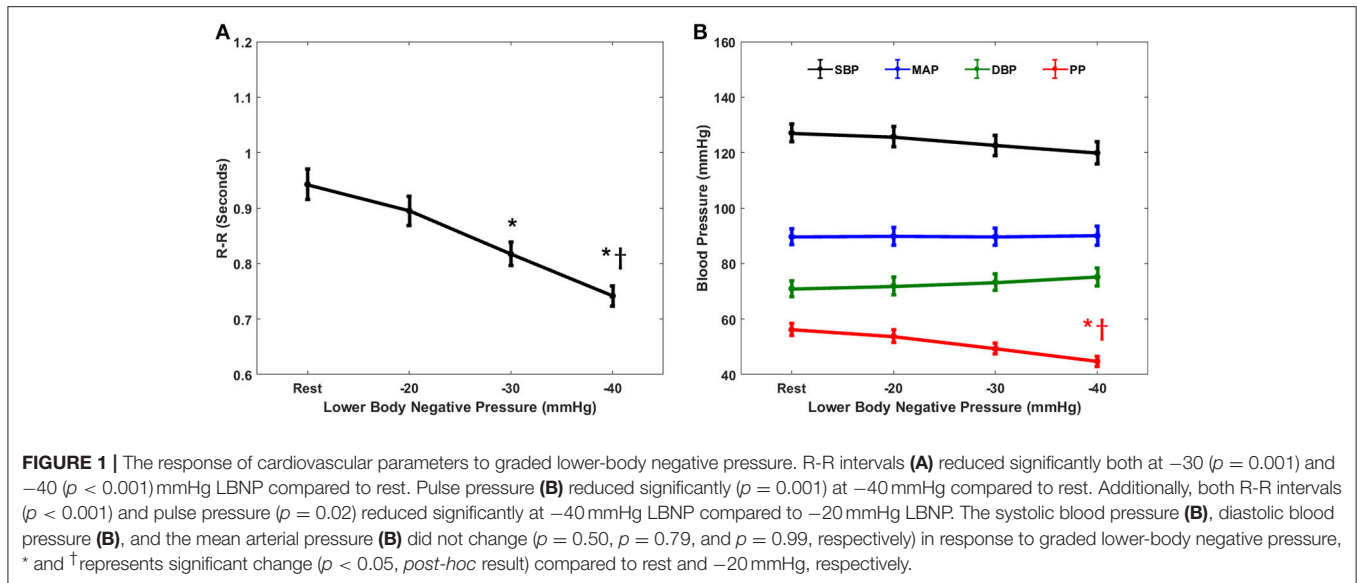 A
B
1.2
1.1
1
0.9
0.8
0.7
0.6
R-R (Seconds)
*
*†
Rest
-20
-30
-40
Lower Body Negative Pressure (mmHg)
160
140
120
100
80
60
40
Blood Pressure (mmHg)
SBP MAP DBP PP
*†
Rest
-20
-30
-40
Lower Body Negative Pressure (mmHg)
FIGURE 1 | The response of cardiovascular parameters to graded lower-body negative pressure. R-R intervals (A) reduced significantly both at −30 (p = 0.001) and
−40 (p < 0.001) mmHg LBNP compared to rest. Pulse pressure (B) reduced significantly (p = 0.001) at −40 mmHg compared to rest. Additionally, both R-R intervals
(p < 0.001) and pulse pressure (p = 0.02) reduced significantly at −40 mmHg LBNP compared to −20 mmHg LBNP. The systolic blood pressure (B), diastolic blood
pressure (B), and the mean arterial pressure (B) did not change (p = 0.50, p = 0.79, and p = 0.99, respectively) in response to graded lower-body negative pressure,
* and †represents significant change (p < 0.05, post-hoc result) compared to rest and −20 mmHg, respectively.